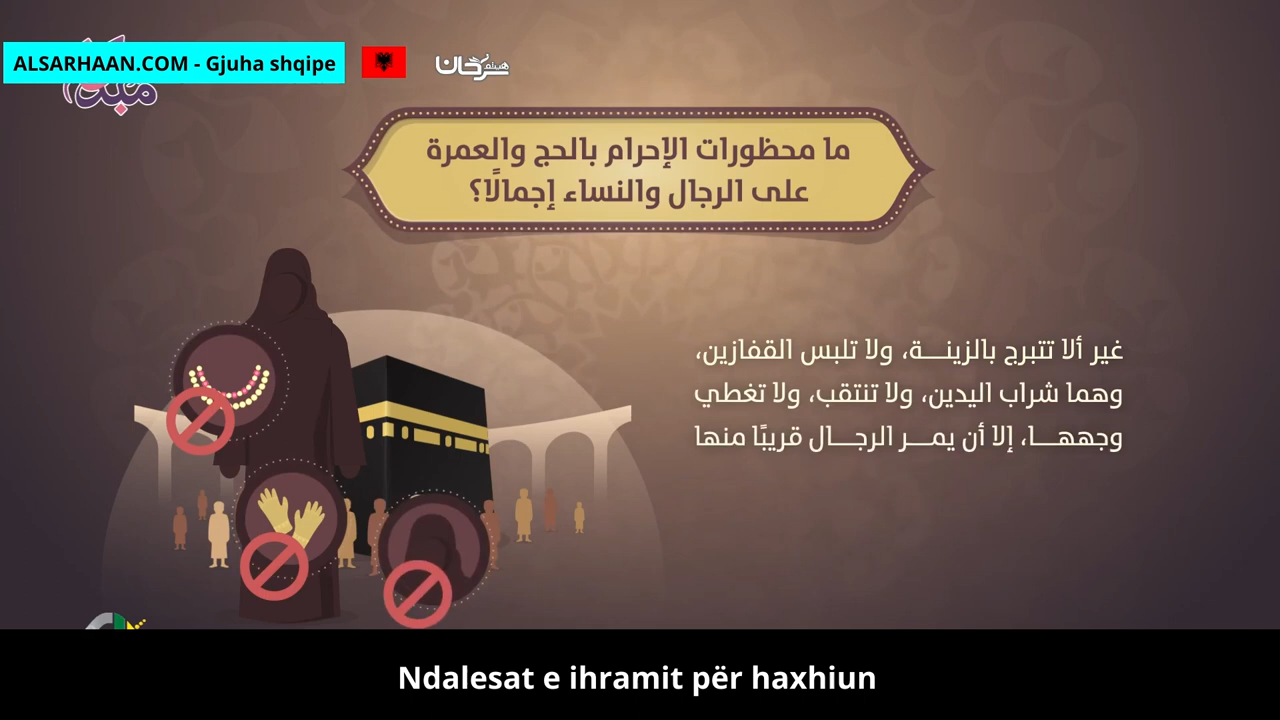 ALSARHAAN.COM - Gjuha shqipe
سرحان
ما محظورات الإحرام بالحج والعمرة
على الرجال والنساء إجمالًا؟
غير ألا تتبرج بالزينـــة، ولا تلبس القفازين،
وهما شراب اليدين، ولا تنتقب، ولا تغطي
وجههـــا، إلا أن يمـــر الرجـــال قريبًا منها
Ndalesat e ihramit për haxhiun